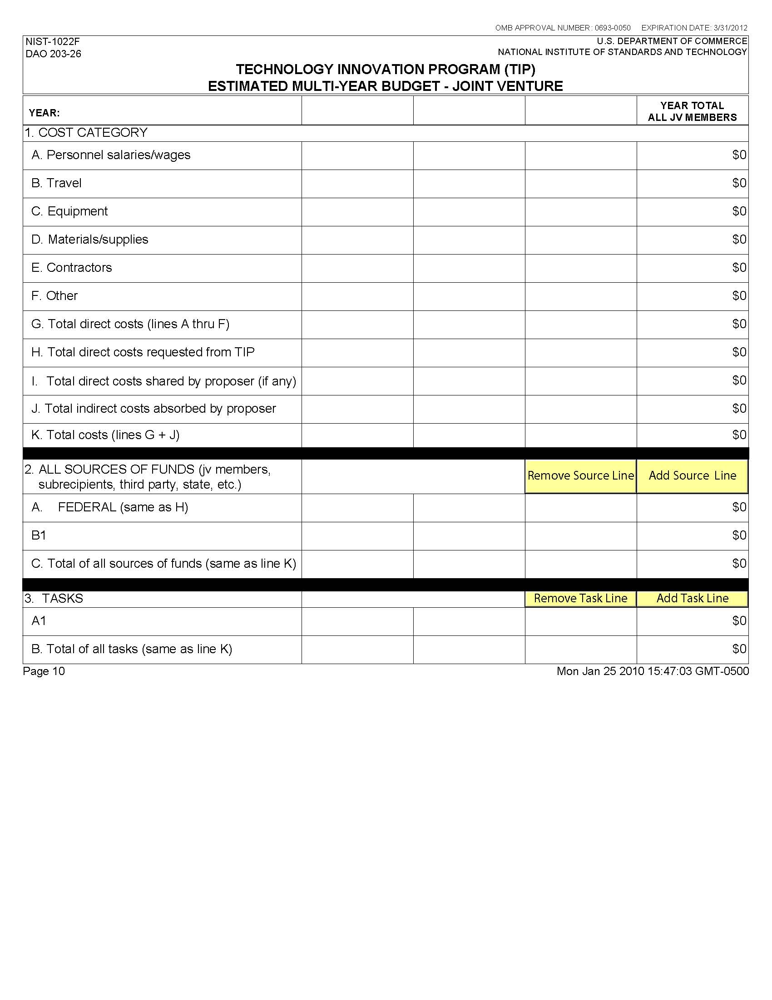 OMB APPROVAL NUMBER: 0693-0050 EXPIRATION DATE: 3/31/2012
NIST-1022F
DAO 203-26
U.S. DEPARTMENT OF COMMERCE
NATIONAL INSTITUTE OF STANDARDS AND TECHNOLOGY
TECHNOLOGY INNOVATION PROGRAM (TIP)
ESTIMATED MULTI-YEAR BUDGET - JOINT VENTURE
YEAR:
YEAR TOTAL
ALL JV MEMBERS
1. COST CATEGORY
A. Personnel salaries/wages $0
B. Travel $0
C. Equipment $0
D. Materials/supplies $0
E. Contractors $0
F. Other $0
G. Total direct costs (lines A thru F) $0
H. Total direct costs requested from TIP $0
I. Total direct costs shared by proposer (if any) $0
J. Total indirect costs absorbed by proposer $0
K. Total costs (lines G + J) $0
2. ALL SOURCES OF FUNDS (jv members,
subrecipients, third party, state, etc.)
Remove Source Line Add Source Line
A. FEDERAL (same as H) $0
B1 $0
C. Total of all sources of funds (same as line K) $0
3. TASKS Remove Task Line Add Task Line
A1 $0
B. Total of all tasks (same as line K) $0
Page 10 Mon Jan 25 2010 15:47:03 GMT-0500